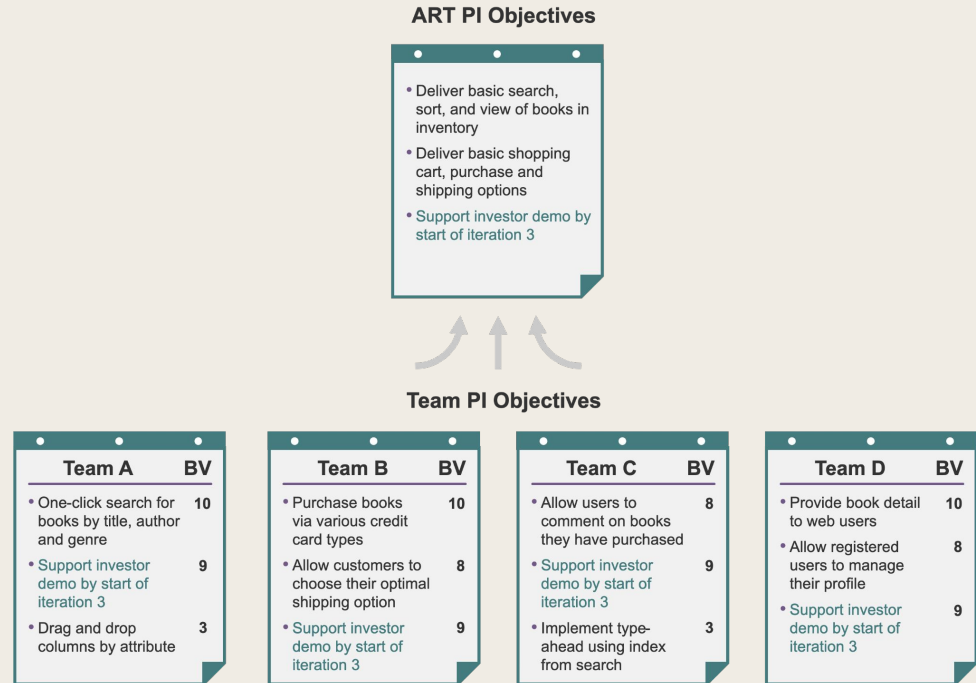 ART PI Objectives
• Deliver basic search,
sort, and view of books in
inventory
• Deliver basic shopping
cart, purchase and
shipping options
• Support investor demo by
start of iteration 3
Team PI Objectives
Team A BV
• One-click search for 10
books by title, author
and genre
• Support investor 9
demo by start of
iteration 3
• Drag and drop 3
columns by attribute
Team B BV
• Purchase books 10
via various credit
card types
• Allow customers to 8
choose their optimal
shipping option
• Support investor 9
demo by start of
iteration 3
Team C BV
• Allow users to 8
comment on books
they have purchased
• Support investor 9
demo by start of
iteration 3
• Implement type- 3
ahead using index
from search
Team D BV
• Provide book detail 10
to web users
• Allow registered 8
users to manage
their profile
• Support investor 9
demo by start of
iteration 3